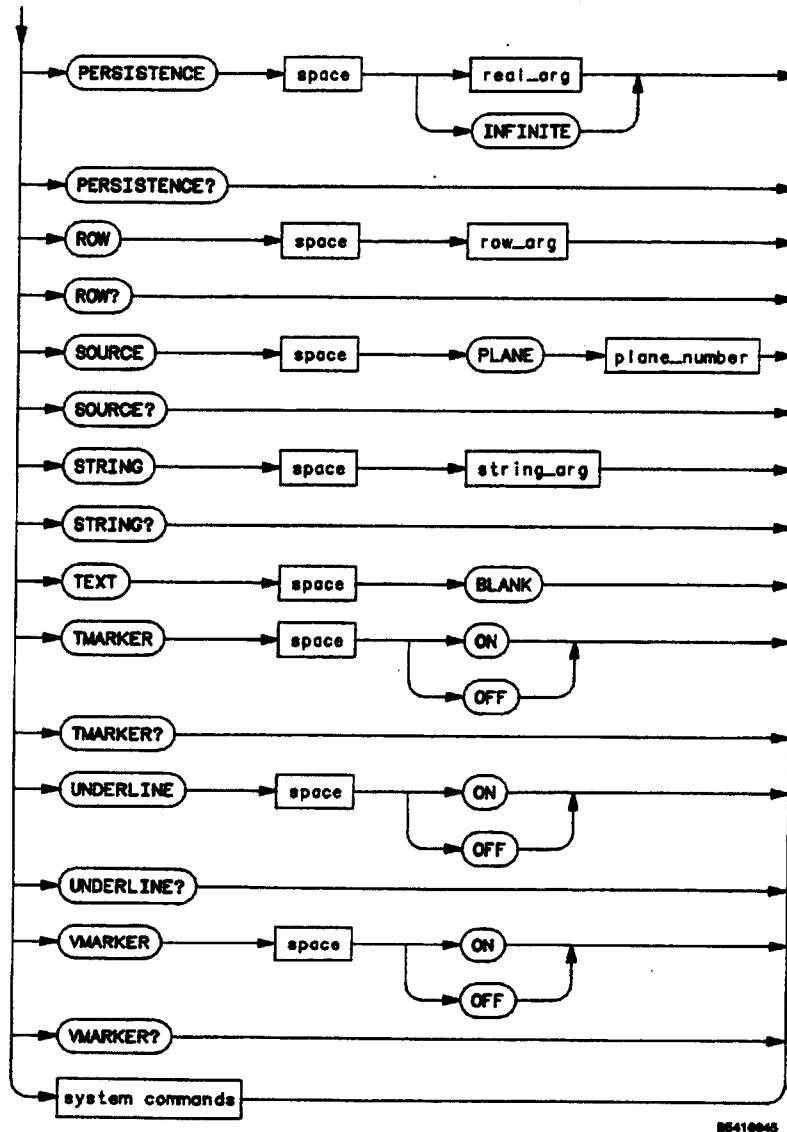 PERSISTENCE space real_arg
INFINITE
PERSISTENCE?
ROW space row_arg
ROW?
SOURCE space PLANE plane_number
SOURCE?
STRING space string_arg
STRING?
TEXT space BLANK
TMARKER space ON
OFF
TMARKER?
UNDERLINE space ON
OFF
UNDERLINE?
VMARKER space ON
OFF
VMARKER?
system commands